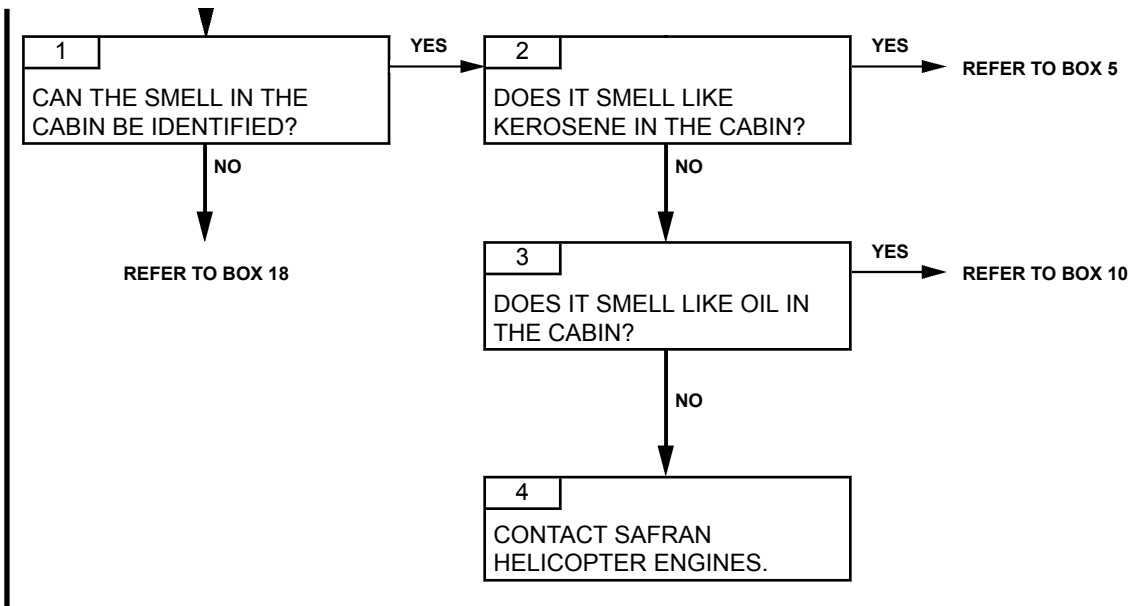 1
CAN THE SMELL IN THE
CABIN BE IDENTIFIED?
YES
2
DOES IT SMELL LIKE
KEROSENE IN THE CABIN?
YES
REFER TO BOX 5
NO
REFER TO BOX 18
NO
3
DOES IT SMELL LIKE OIL IN
THE CABIN?
YES
REFER TO BOX 10
NO
4
CONTACT SAFRAN
HELICOPTER ENGINES.